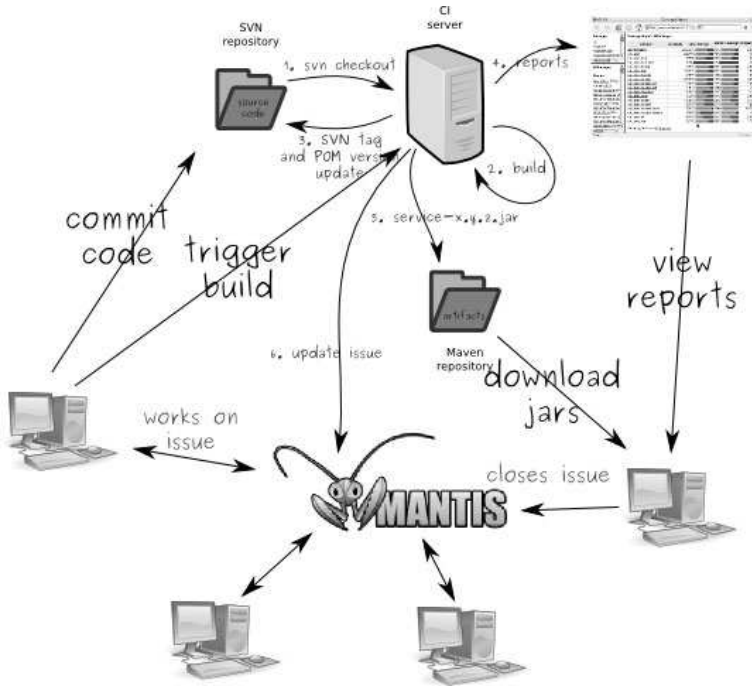 SVN
repository
CI
server
1. svn checkout
4. reports
source
code
3. SVN tag
and POM version
update
2. build
commit
code
trigger
build
5. service-x.y.z.jar
view
reports
artifacts
Maven
repository
6. update issue
download
jars
works on
issue
closes issue
MANTIS